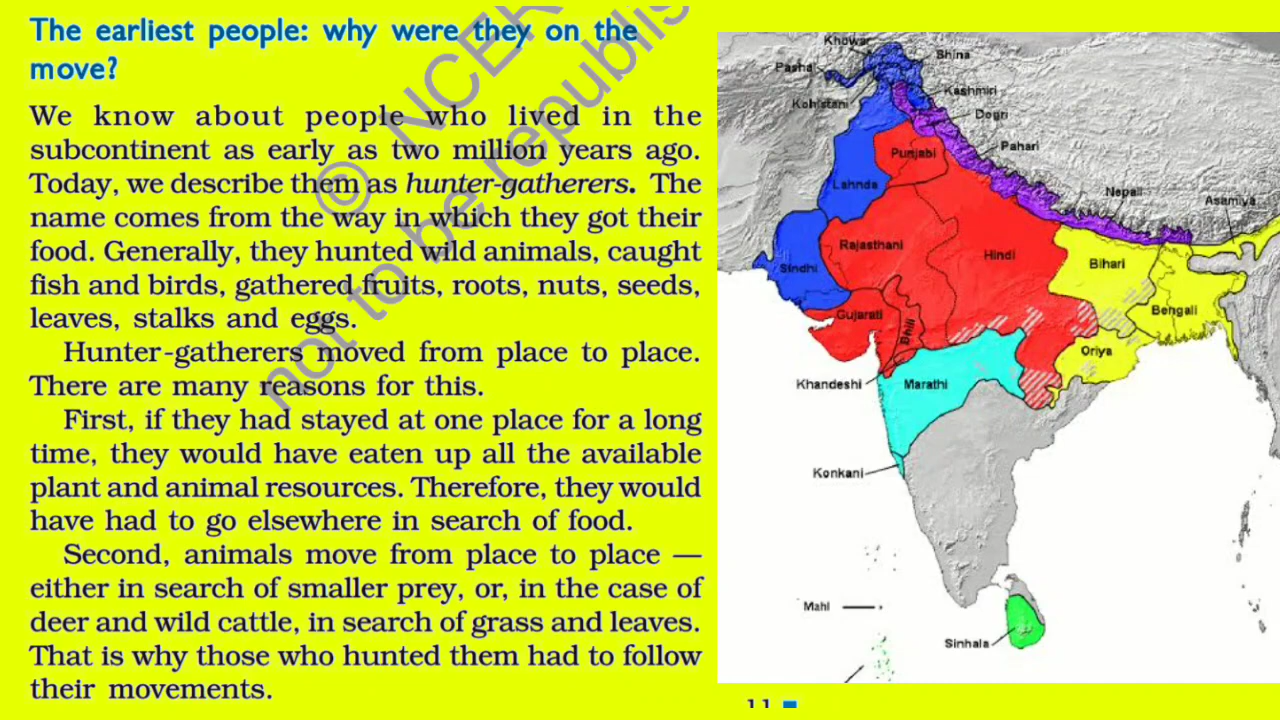 The earliest people: why were they on the
move?
We know about people who lived in the
subcontinent as early as two million years ago.
Today, we describe them as hunter-gatherers. The
name comes from the way in which they got their
food. Generally, they hunted wild animals, caught
fish and birds, gathered fruits, roots, nuts, seeds,
leaves, stalks and eggs.
Hunter-gatherers moved from place to place.
There are many reasons for this.
First, if they had stayed at one place for a long
time, they would have eaten up all the available
plant and animal resources. Therefore, they would
have had to go elsewhere in search of food.
Second, animals move from place to place —
either in search of smaller prey, or, in the case of
deer and wild cattle, in search of grass and leaves.
That is why those who hunted them had to follow
their movements.
© NCER
not to be republis
Khowar
Shina
Pashai
Kashmiri
Kohistani
Dogri
Pahari
Punjabi
Lahnda
Nepali
Asamiya
Rajasthani
Hindi
Bihari
Sindhi
Gujarati
Bhili
Bengali
Oriya
Khandeshi
Marathi
Konkani
Mahl
Sinhala
11